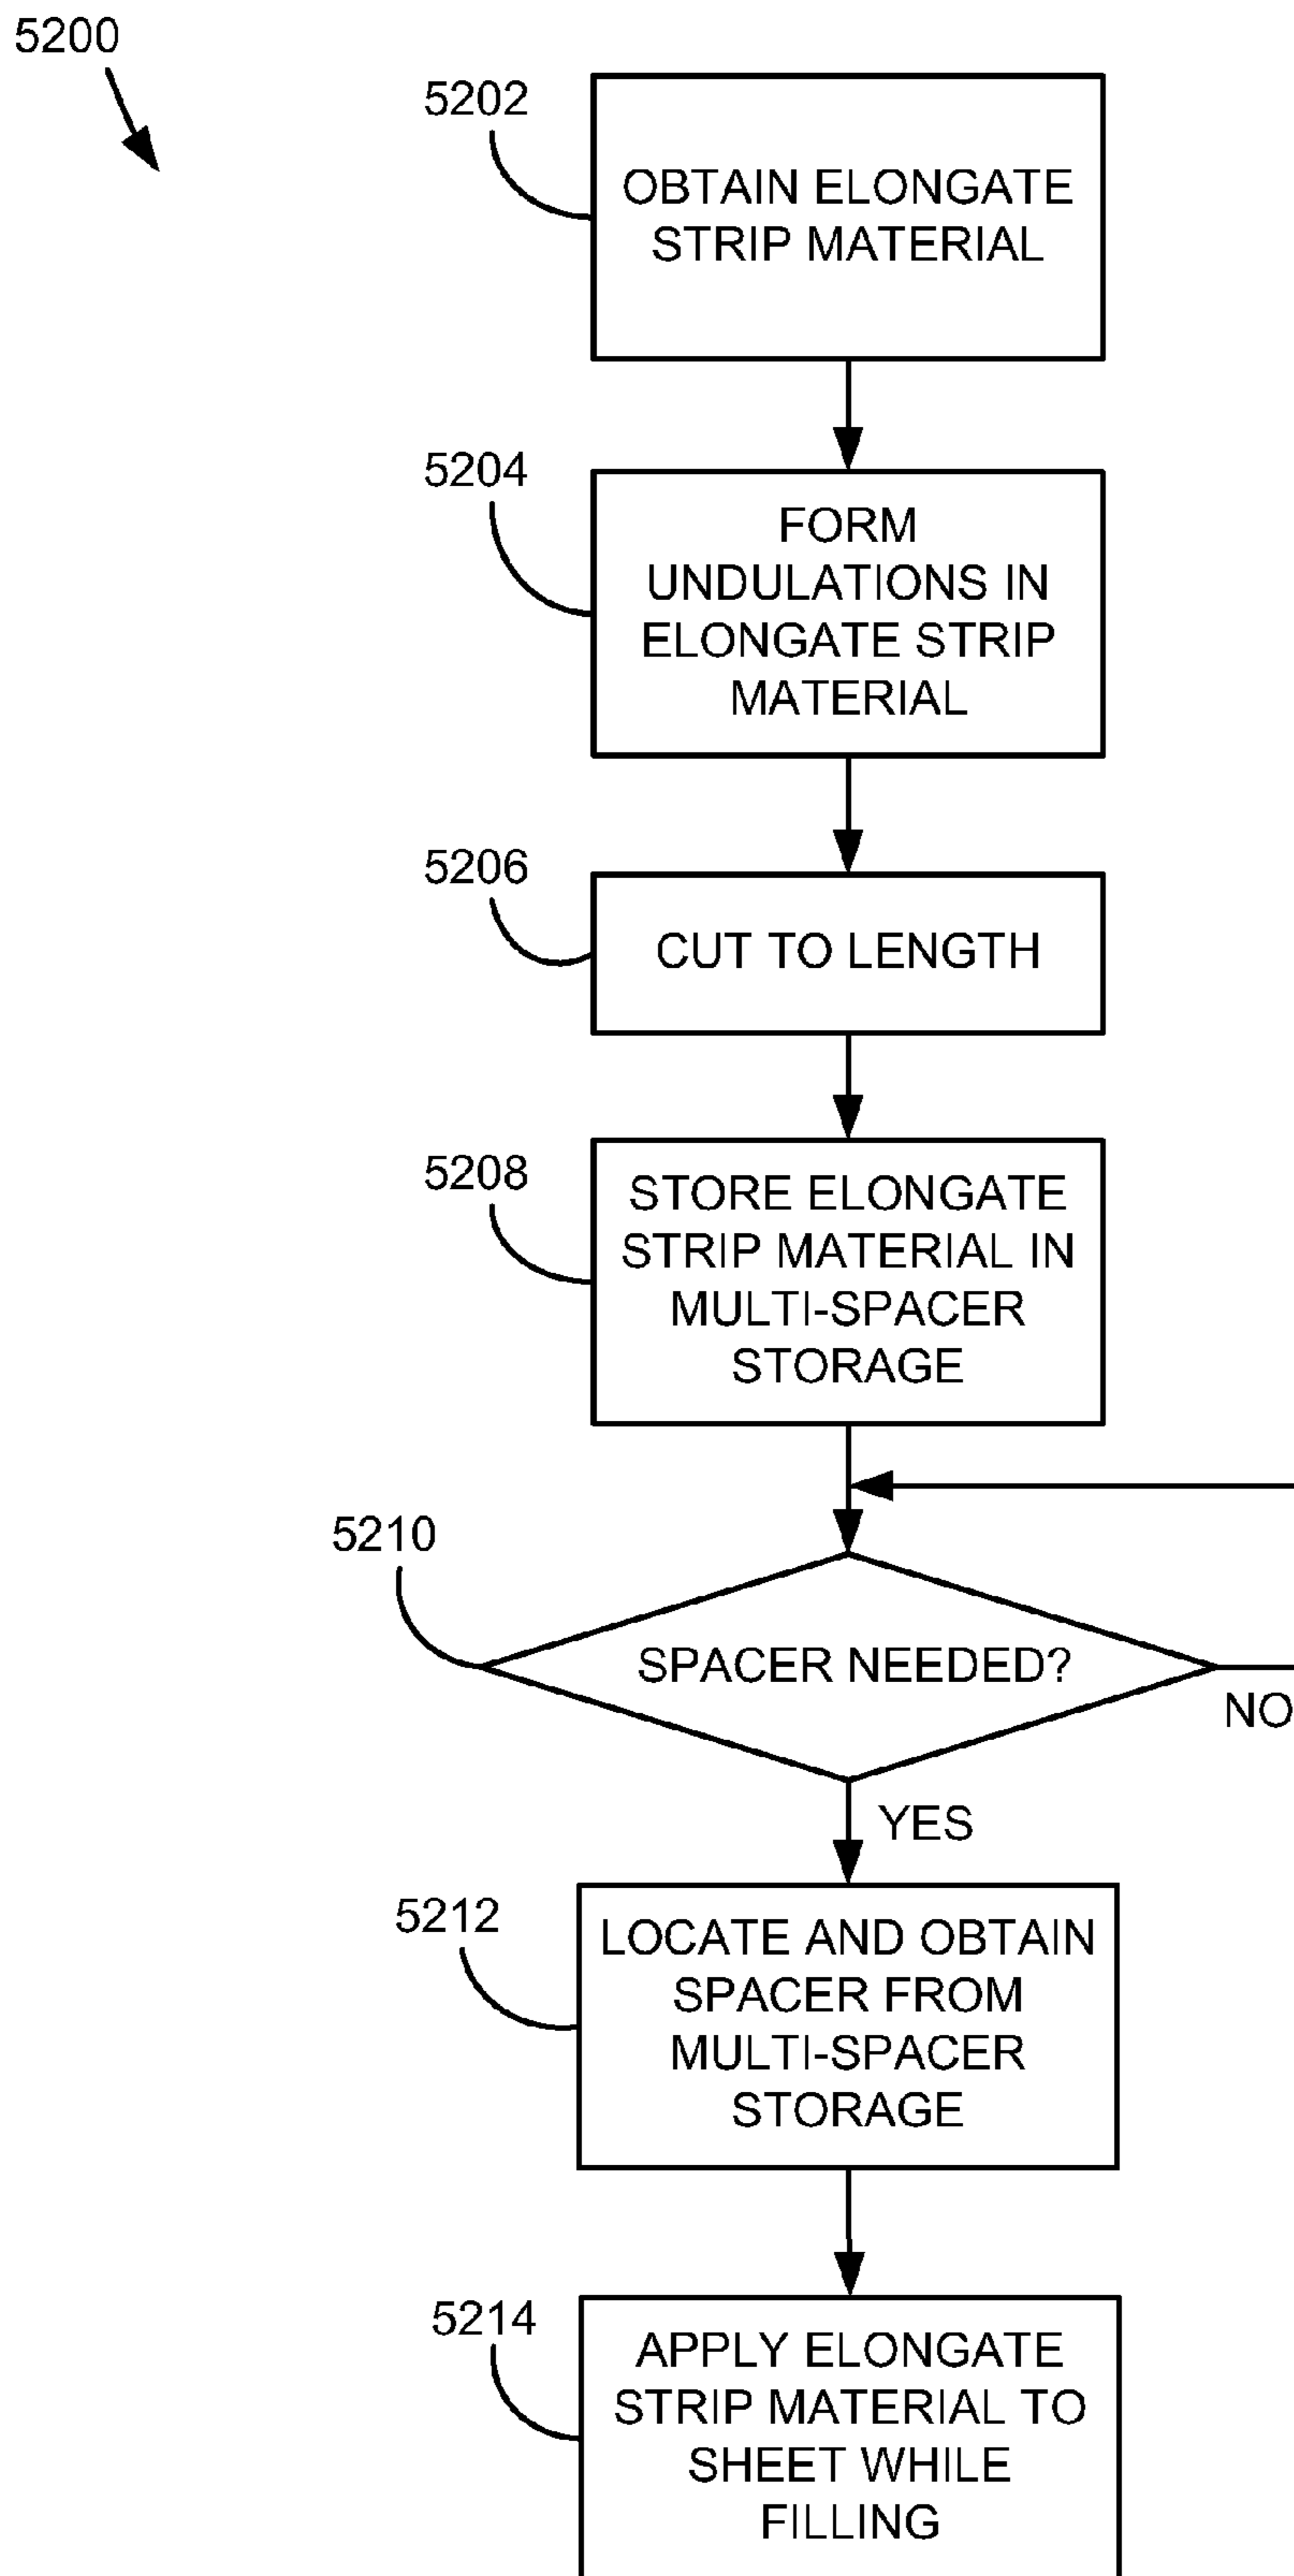 5200
5202
OBTAIN ELONGATE
STRIP MATERIAL
5204
FORM
UNDULATIONS IN
ELONGATE STRIP
MATERIAL
5206
CUT TO LENGTH
5208
STORE ELONGATE
STRIP MATERIAL IN
MULTI-SPACER
STORAGE
5210
SPACER NEEDED?
NO
YES
5212
LOCATE AND OBTAIN
SPACER FROM
MULTI-SPACER
STORAGE
5214
APPLY ELONGATE
STRIP MATERIAL TO
SHEET WHILE
FILLING